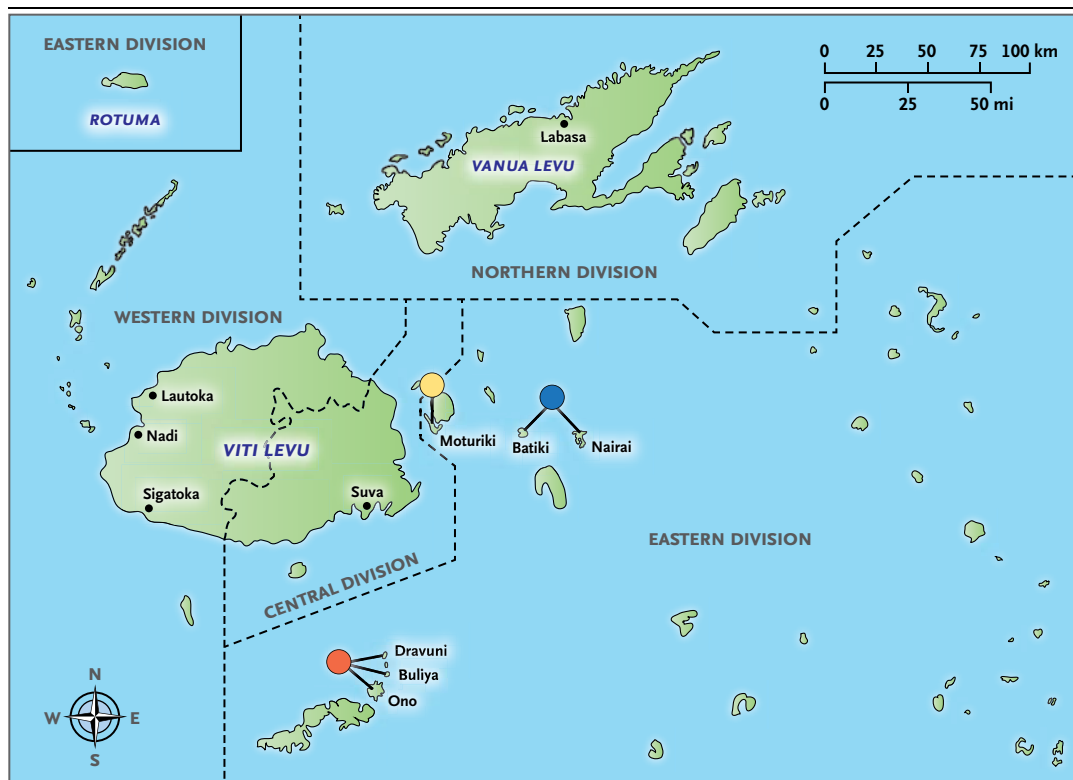 EASTERN DIVISION
ROTUMA
0 25 50 75 100 km
0 25 50 mi
Labasa
VANUA LEVU
NORTHERN DIVISION
WESTERN DIVISION
Lautoka
Nadi
VITI LEVU
Sigatoka
Suva
Moturiki
Batiki
Nairai
EASTERN DIVISION
CENTRAL DIVISION
Dravuni
Buliya
Ono
N
W E
S